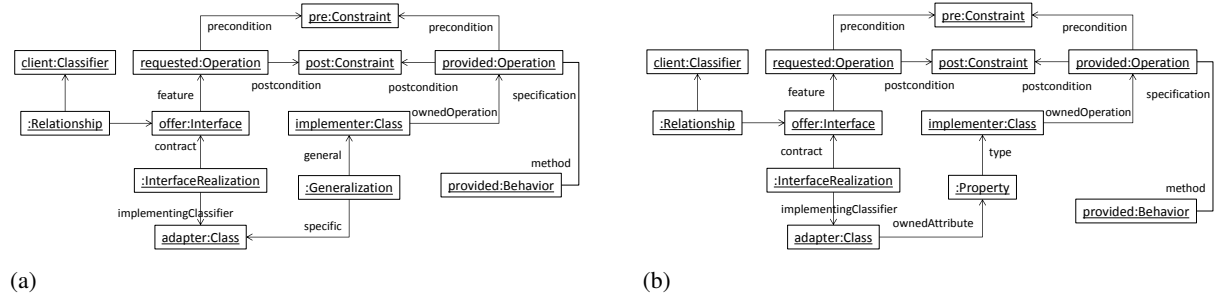 pre:Constraint
precondition
precondition
client:Classifier
requested:Operation
post:Constraint
provided:Operation
feature
postcondition
postcondition
specification
ownedOperation
:Relationship
offer:Interface
implementer:Class
contract
general
method
:InterfaceRealization
:Generalization
provided:Behavior
implementingClassifier
specific
adapter:Class
(a)
pre:Constraint
precondition
precondition
client:Classifier
requested:Operation
post:Constraint
provided:Operation
feature
postcondition
postcondition
specification
ownedOperation
:Relationship
offer:Interface
implementer:Class
contract
type
:InterfaceRealization
:Property
method
implementingClassifier
provided:Behavior
ownedAttribute
adapter:Class
(b)